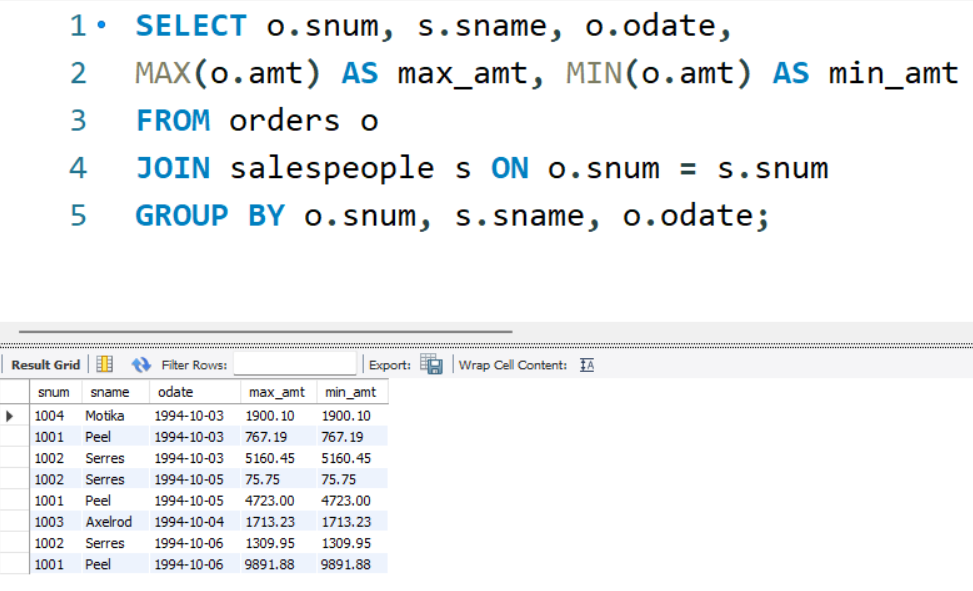 1 SELECT o.snum, s.sname, o.odate,
2 MAX(o.amt) AS max_amt, MIN(o.amt) AS min_amt
3 FROM orders o
4 JOIN salespeople s ON o.snum = s.snum
5 GROUP BY o.snum, s.sname, o.odate;
Result Grid Filter Rows: Export: Wrap Cell Content: IA
snum sname odate max_amt min_amt
1004 Motika 1994-10-03 1900.10 1900.10
1001 Peel 1994-10-03 767.19 767.19
1002 Serres 1994-10-03 5160.45 5160.45
1002 Serres 1994-10-05 75.75 75.75
1001 Peel 1994-10-05 4723.00 4723.00
1003 Axelrod 1994-10-04 1713.23 1713.23
1002 Serres 1994-10-06 1309.95 1309.95
1001 Peel 1994-10-06 9891.88 9891.88